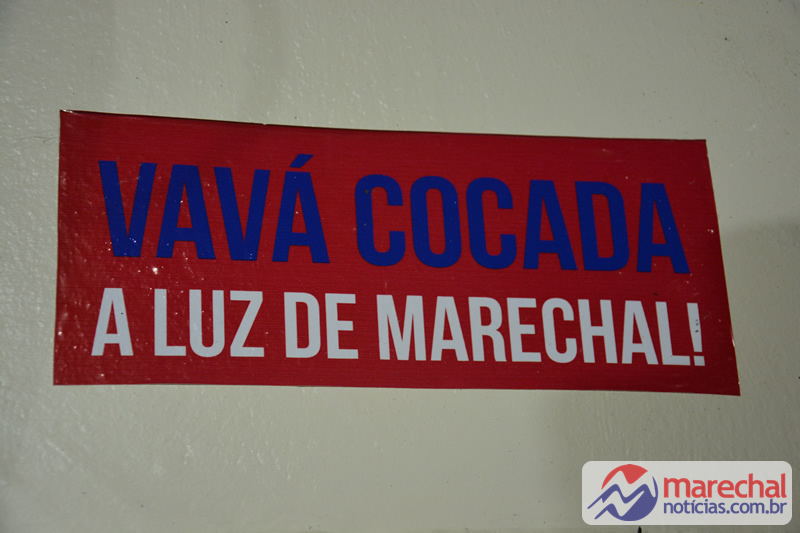 VAVÁ COCADA
A LUZ DE MARECHAL!
marechal
notícias.com.br